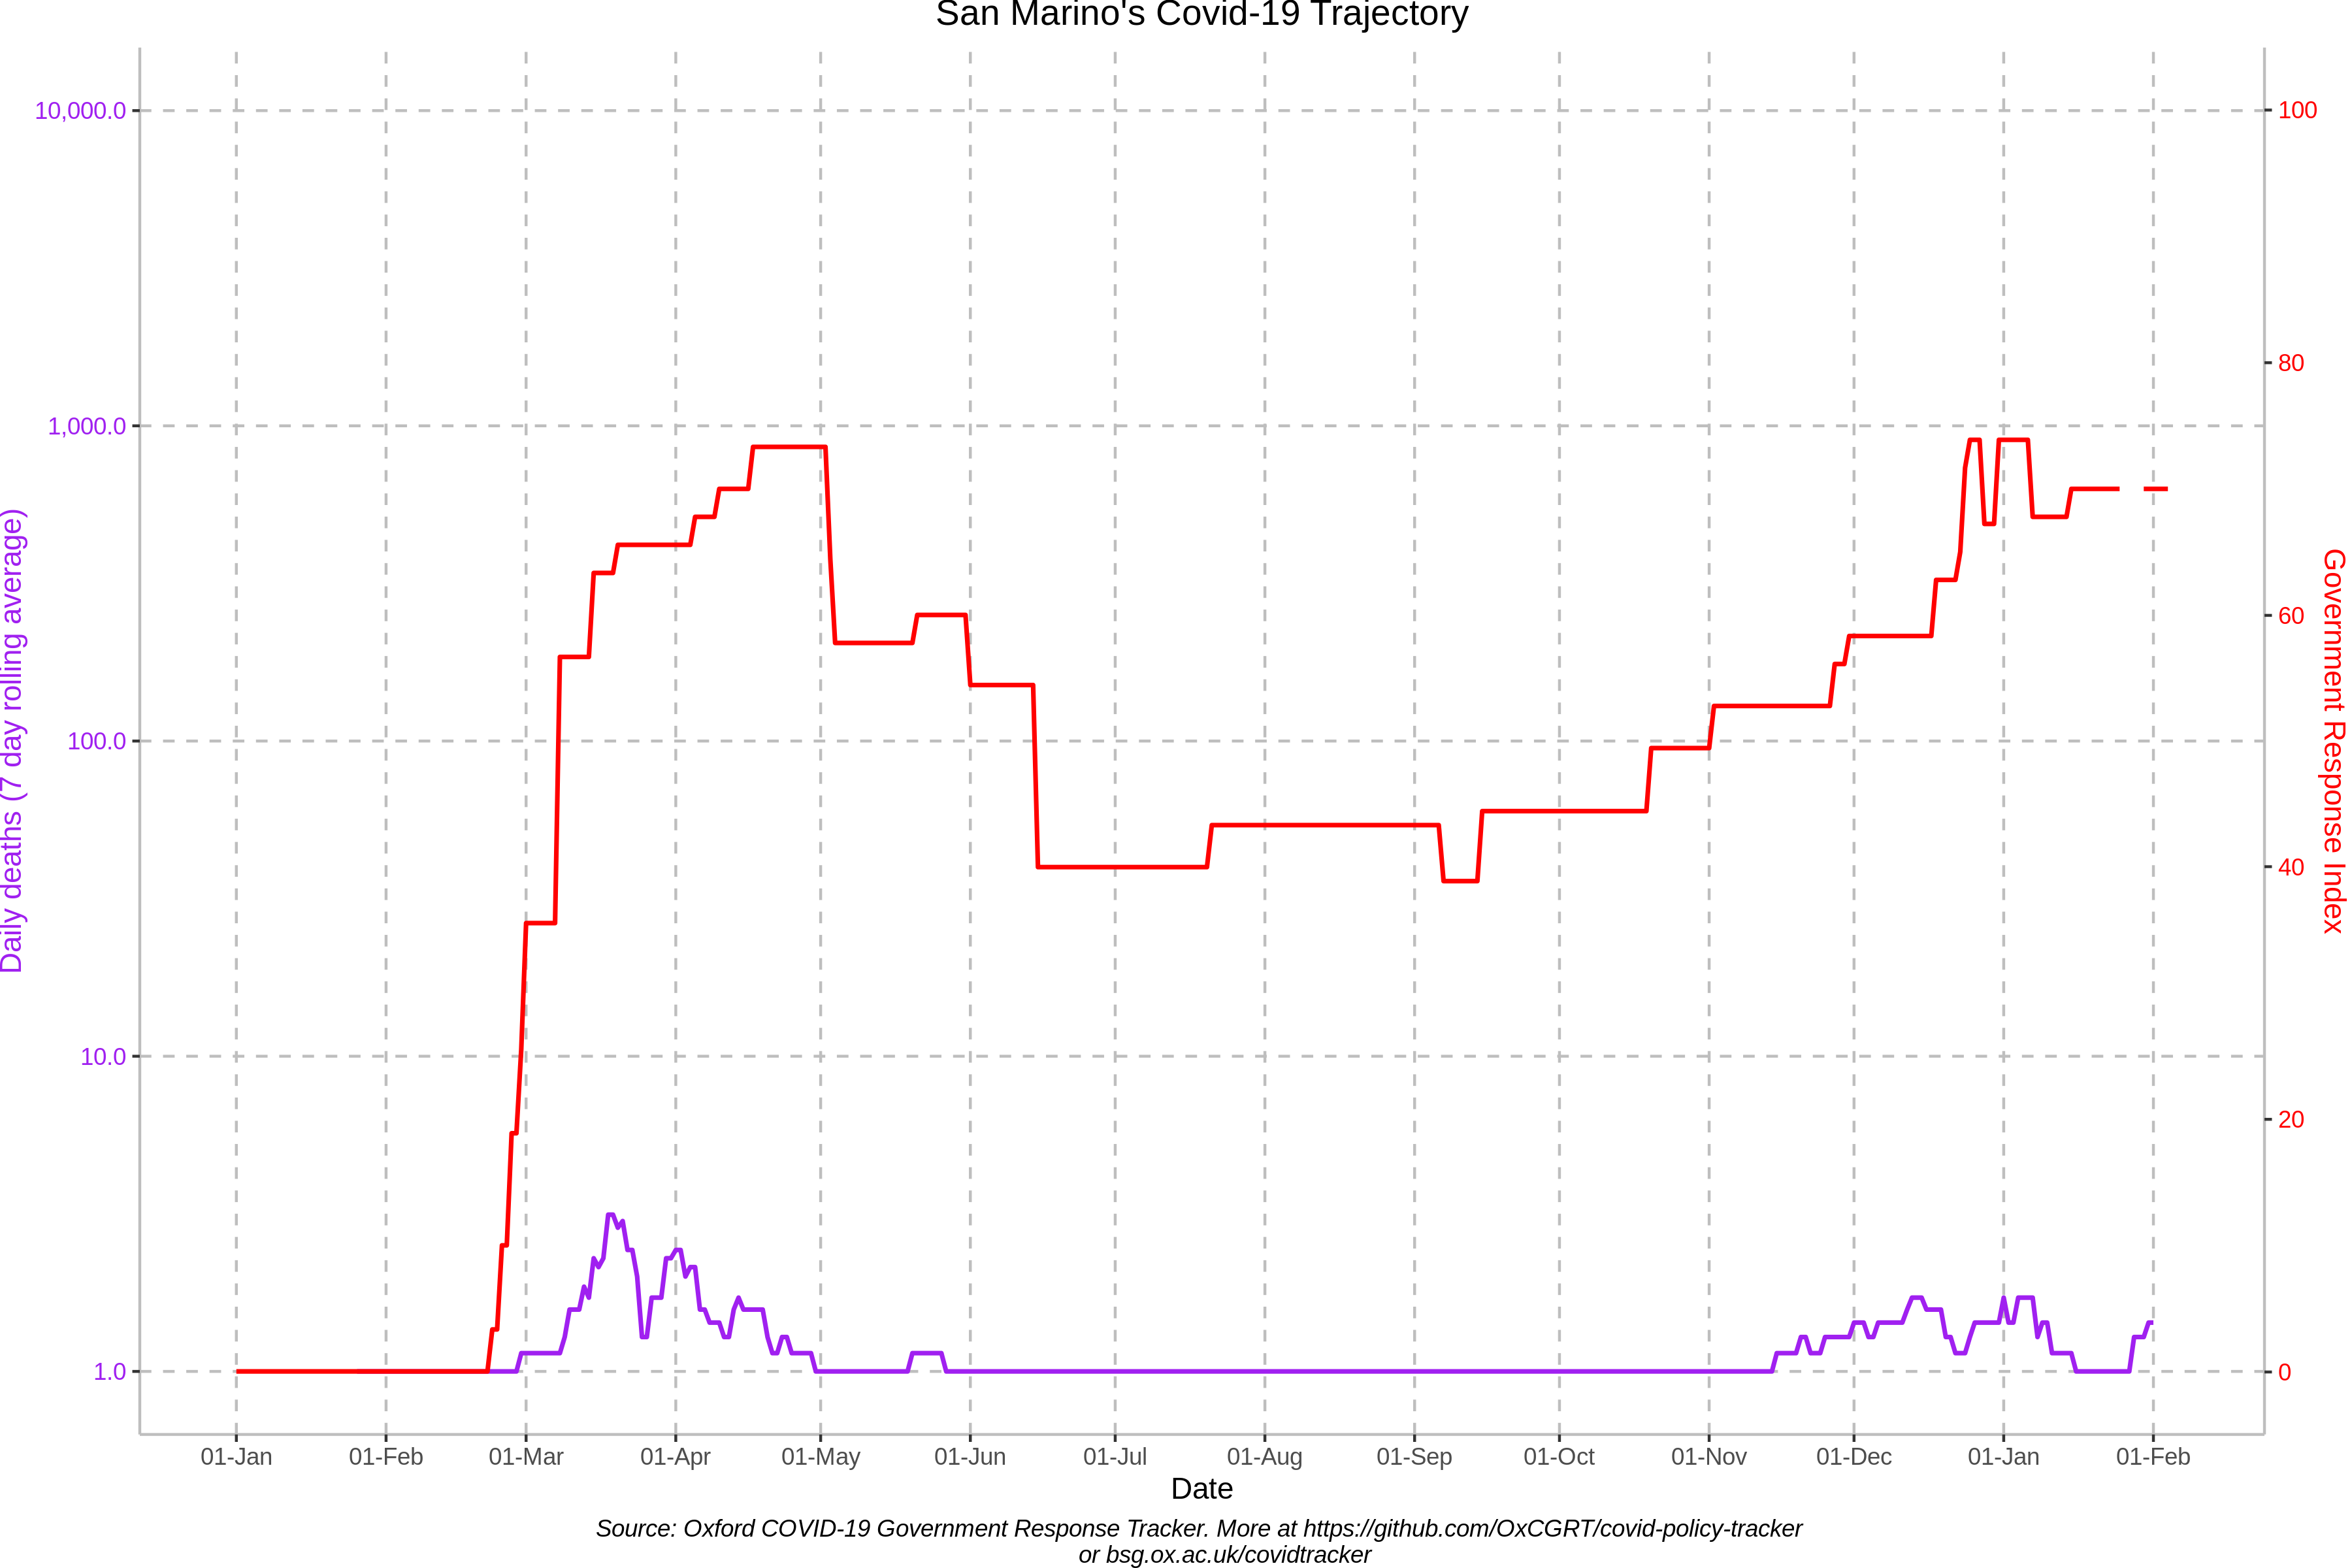 San Marino's Covid-19 Trajectory
10,000.0
1,000.0
100.0
10.0
1.0
Daily deaths (7 day rolling average)
100
80
60
40
20
0
Government Response Index
01-Jan 01-Feb 01-Mar 01-Apr 01-May 01-Jun 01-Jul 01-Aug 01-Sep 01-Oct 01-Nov 01-Dec 01-Jan 01-Feb
Date
Source: Oxford COVID-19 Government Response Tracker. More at https://github.com/OxCGRT/covid-policy-tracker
or bsg.ox.ac.uk/covidtracker